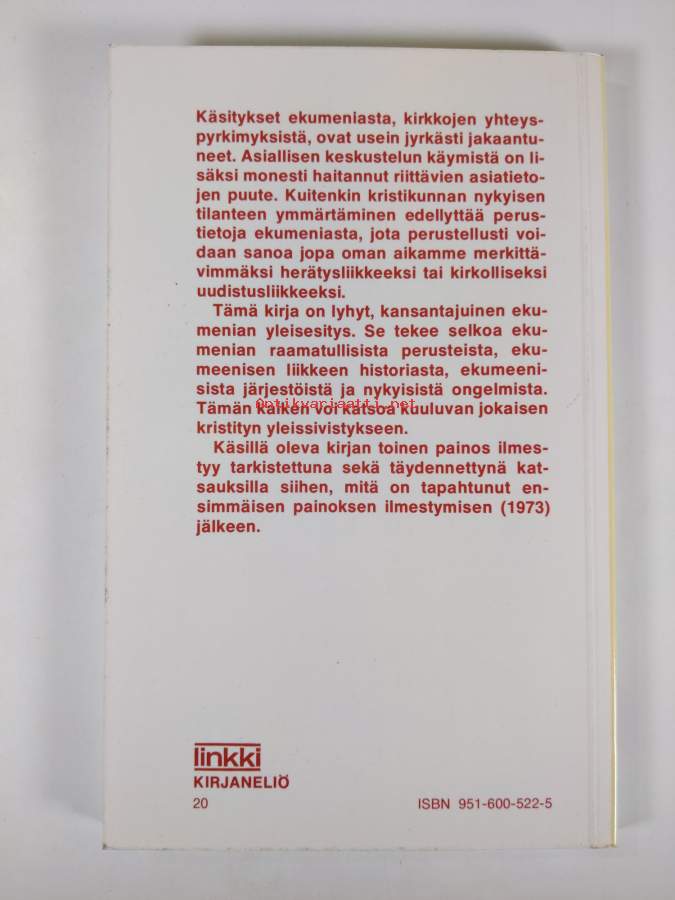 Käsitykset ekumeniasta, kirkkojen yhteys-
pyrkimyksistä, ovat usein jyrkästi jakaantu-
neet. Asiallisen keskustelun käymistä on li-
säksi monesti haitannut riittävien asiatieto-
jen puute. Kuitenkin kristikunnan nykyisen
tilanteen ymmärtäminen edellyttää perus-
tietoja ekumeniasta, jota perustellusti voi-
daan sanoa jopa oman aikamme merkittä-
vimmäksi herätysliikkeeksi tai kirkolliseksi
uudistusliikkeeksi.
Tämä kirja on lyhyt, kansantajuinen eku-
menian yleisesitys. Se tekee selkoa eku-
menian raamatullisista perusteista, eku-
meenisen liikkeen historiasta, ekumeeni-
sista järjestöistä ja nykyisistä ongelmista.
Optikvariaatti.net
Tämän kaiken voi katsoa kuuluvan jokaisen
kristityn yleissivistykseen.
Käsillä oleva kirjan toinen painos ilmes-
tyy tarkistettuna sekä täydennettynä kat-
sauksilla siihen, mitä on tapahtunut en-
simmäisen painoksen ilmestymisen (1973)
jälkeen.
linkki
KIRJANELIÖ
20
ISBN 951-600-522-5